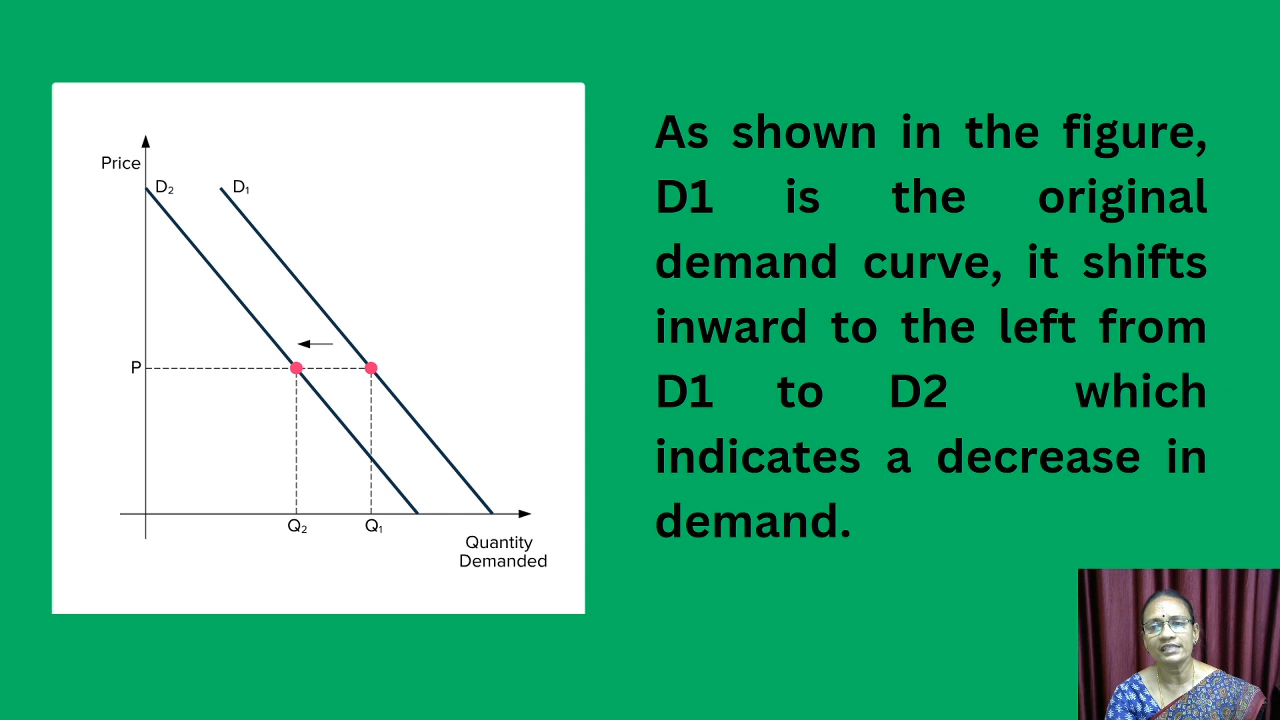 Price
D₂
D₁
P
Q₂
Q₁
Quantity
Demanded
As shown in the figure,
D1 is the original
demand curve, it shifts
inward to the left from
D1 to D2 which
indicates a decrease in
demand.